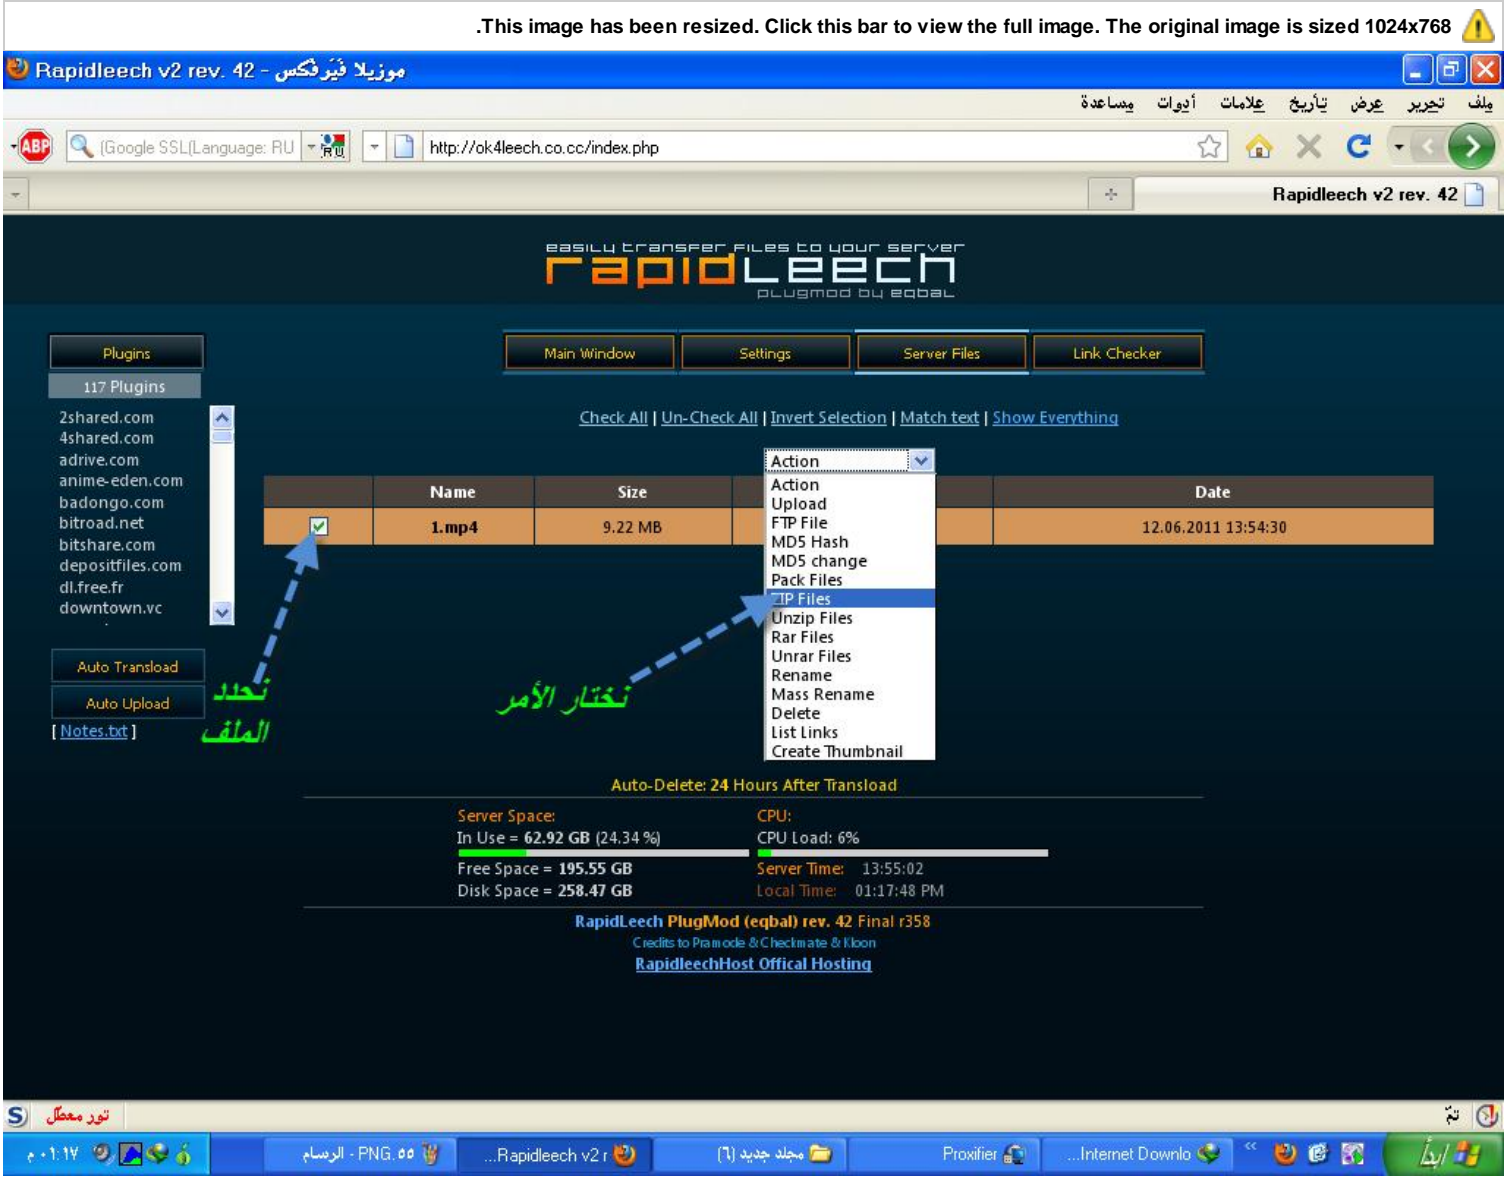 .This image has been resized. Click this bar to view the full image. The original image is sized 1024x768
Rapidleech v2 rev. 42 - موزيلا فَيَرفُكس
ملف تحرير عرض تأريخ علامات أدوات مساعدة
ABP (Google SSL(Language: RU RU http://ok4leech.co.cc/index.php
Rapidleech v2 rev. 42
easily transfer files to your server
rapidleech
plugmod by eqbal
Plugins
Main Window Settings Server Files Link Checker
117 Plugins
2shared.com
4shared.com
adrive.com
anime-eden.com
badongo.com
bitroad.net
bitshare.com
depositfiles.com
dl.free.fr
downtown.vc
Check All | Un-Check All | Invert Selection | Match text | Show Everything
Action
Name Size Date
1.mp4 9.22 MB 12.06.2011 13:54:30
Action
Upload
FTP File
MD5 Hash
MD5 change
Pack Files
ZIP Files
Unzip Files
Rar Files
Unrar Files
Rename
Mass Rename
Delete
List Links
Create Thumbnail
Auto Transload
Auto Upload
[ Notes.txt ]
نحدد
الملف
نختار الأمر
Auto-Delete: 24 Hours After Transload
Server Space:
In Use = 62.92 GB (24.34 %)
Free Space = 195.55 GB
Disk Space = 258.47 GB
CPU:
CPU Load: 6%
Server Time: 13:55:02
Local Time: 01:17:48 PM
RapidLeech PlugMod (eqbal) rev. 42 Final r358
Credits to Pramode & Checkmate & Kloon
RapidleechHost Offical Hosting
تمّ
تور معطّل
ابدأ
...Internet Downlo
Proxifier
مجلد جديد (٦)
...Rapidleech v2 r
PNG.٥٥ - الرسام
٠١:١٧ م